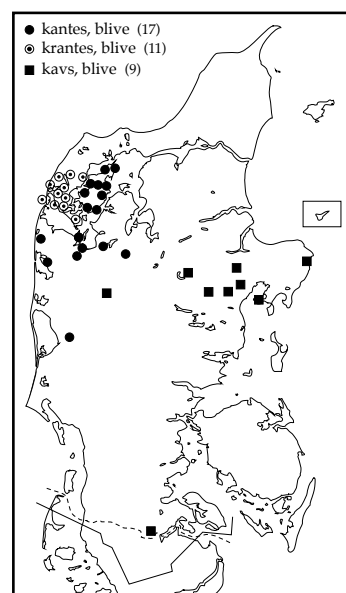 kantes, blive (17)
krantes, blive (11)
kavs, blive (9)